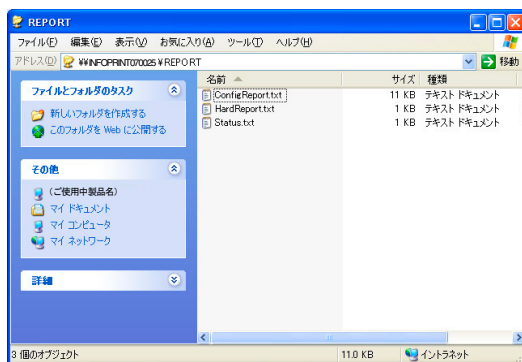 REPORT
ファイル(F) 編集(E) 表示(V) お気に入り(A) ツール(T) ヘルプ(H)
アドレス(D) ¥¥INFOPRINT070025¥REPORT 移動
ファイルとフォルダのタスク
新しいフォルダを作成する
このフォルダを Web に公開する
その他
(ご使用中製品名)
マイ ドキュメント
マイ コンピュータ
マイ ネットワーク
詳細
名前 サイズ 種類
ConfigReport.txt 11 KB テキスト ドキュメント
HardReport.txt 1 KB テキスト ドキュメント
Status.txt 1 KB テキスト ドキュメント
3 個のオブジェクト 11.0 KB イントラネット